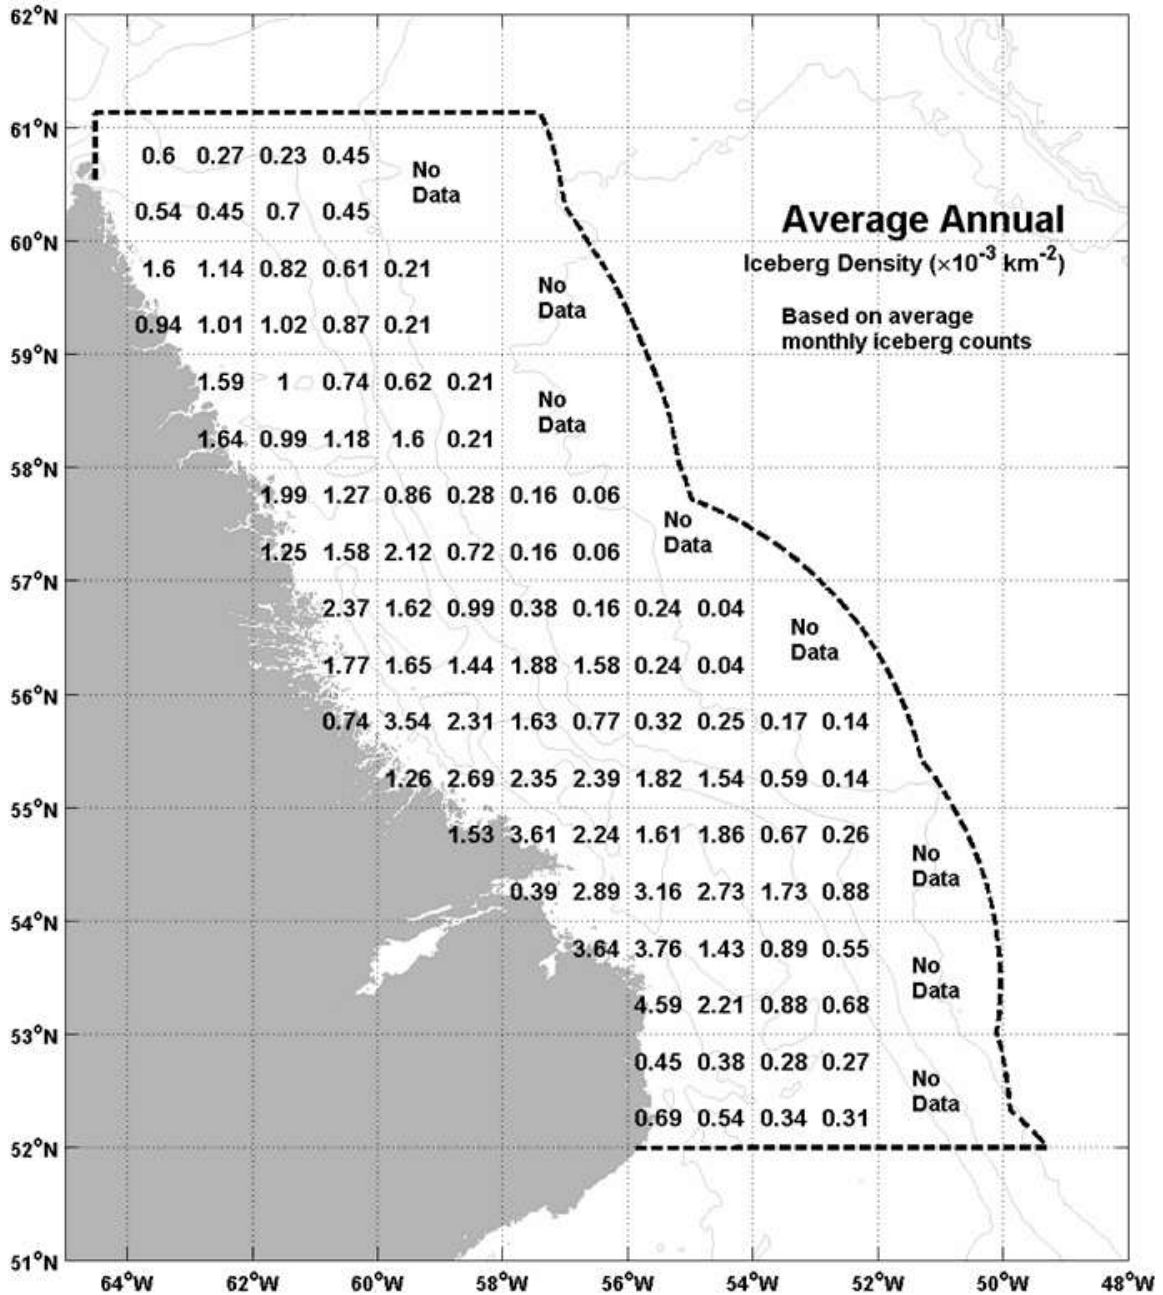 62°N
61°N
0.6 0.27 0.23 0.45
No
Data
0.54 0.45 0.7 0.45
Average Annual
60°N
Iceberg Density (×10-3 km-2)
1.6 1.14 0.82 0.61 0.21
No
Data
Based on average
monthly iceberg counts
0.94 1.01 1.02 0.87 0.21
59°N
1.59 1 0.74 0.62 0.21
No
Data
1.64 0.99 1.18 1.6 0.21
58°N
1.99 1.27 0.86 0.28 0.16 0.06
No
Data
1.25 1.58 2.12 0.72 0.16 0.06
57°N
2.37 1.62 0.99 0.38 0.16 0.24 0.04
No
Data
1.77 1.65 1.44 1.88 1.58 0.24 0.04
56°N
0.74 3.54 2.31 1.63 0.77 0.32 0.25 0.17 0.14
1.26 2.69 2.35 2.39 1.82 1.54 0.59 0.14
55°N
1.53 3.61 2.24 1.61 1.86 0.67 0.26
No
Data
0.39 2.89 3.16 2.73 1.73 0.88
54°N
3.64 3.76 1.43 0.89 0.55
No
Data
4.59 2.21 0.88 0.68
53°N
0.45 0.38 0.28 0.27
No
Data
0.69 0.54 0.34 0.31
52°N
51°N
64°W 62°W 60°W 58°W 56°W 54°W 52°W 50°W 48°W